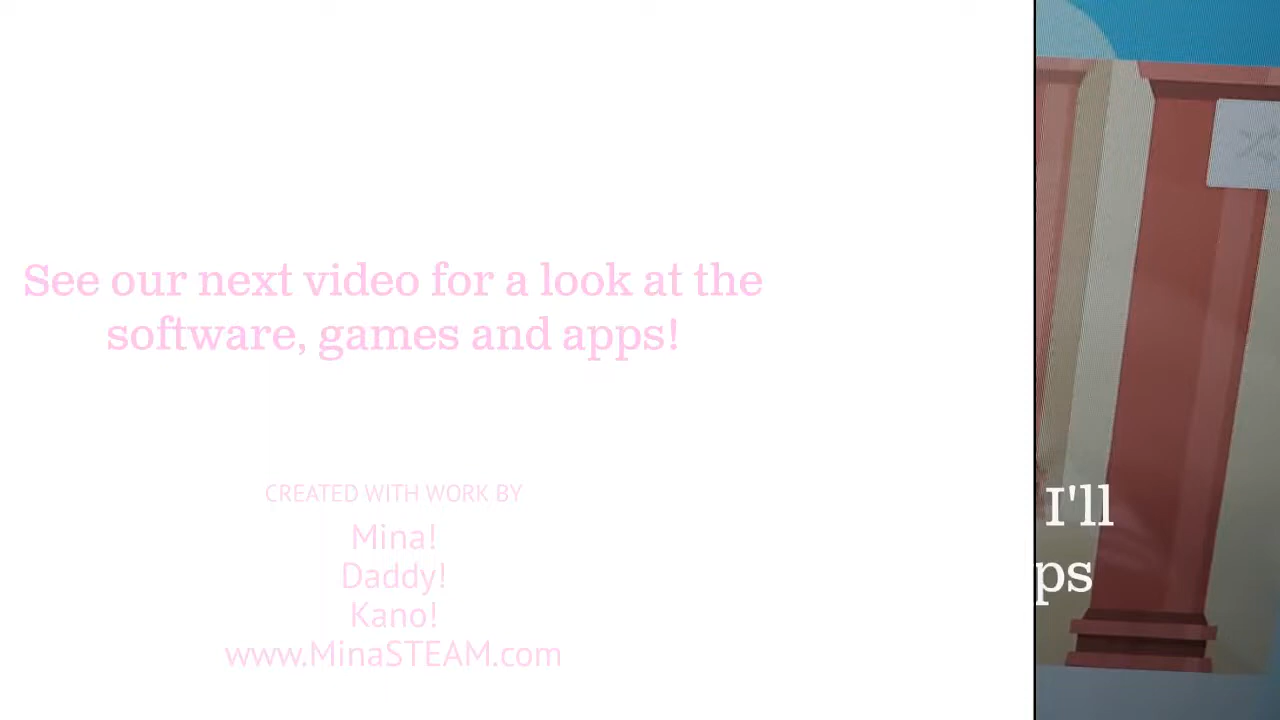 See our next video for a look at the
software, games and apps!
CREATED WITH WORK BY
Mina!
Daddy!
Kano!
www.MinaSTEAM.com
I'll